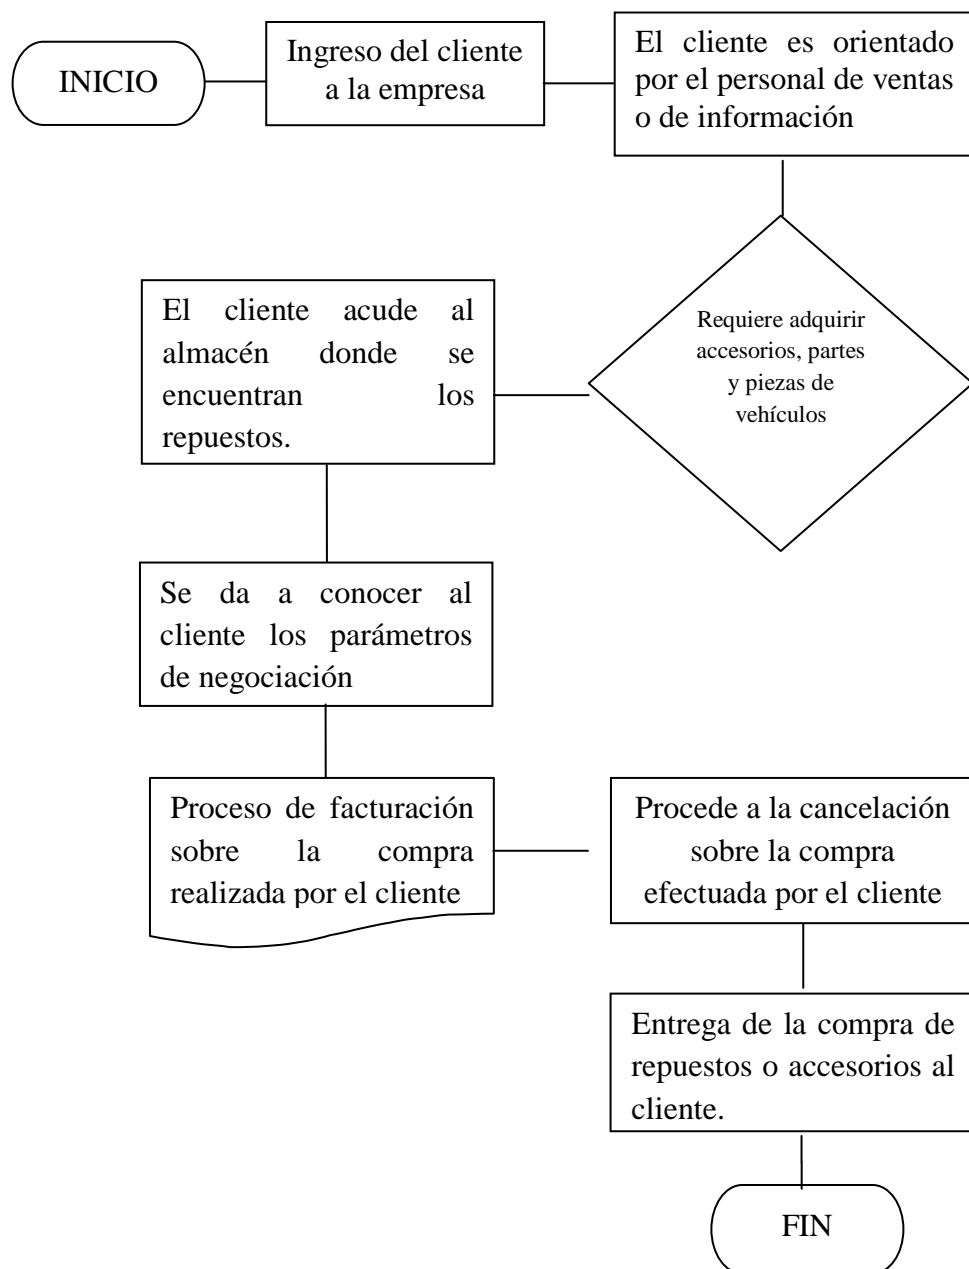 INICIO
Ingreso del cliente
a la empresa
El cliente es orientado
por el personal de ventas
o de información
Requiere adquirir
accesorios, partes
y piezas de
vehículos
El cliente acude al
almacén donde se
encuentran los
repuestos.
Se da a conocer al
cliente los parámetros
de negociación
Proceso de facturación
sobre la compra
realizada por el cliente
Procede a la cancelación
sobre la compra
efectuada por el cliente
Entrega de la compra de
repuestos o accesorios al
cliente.
FIN